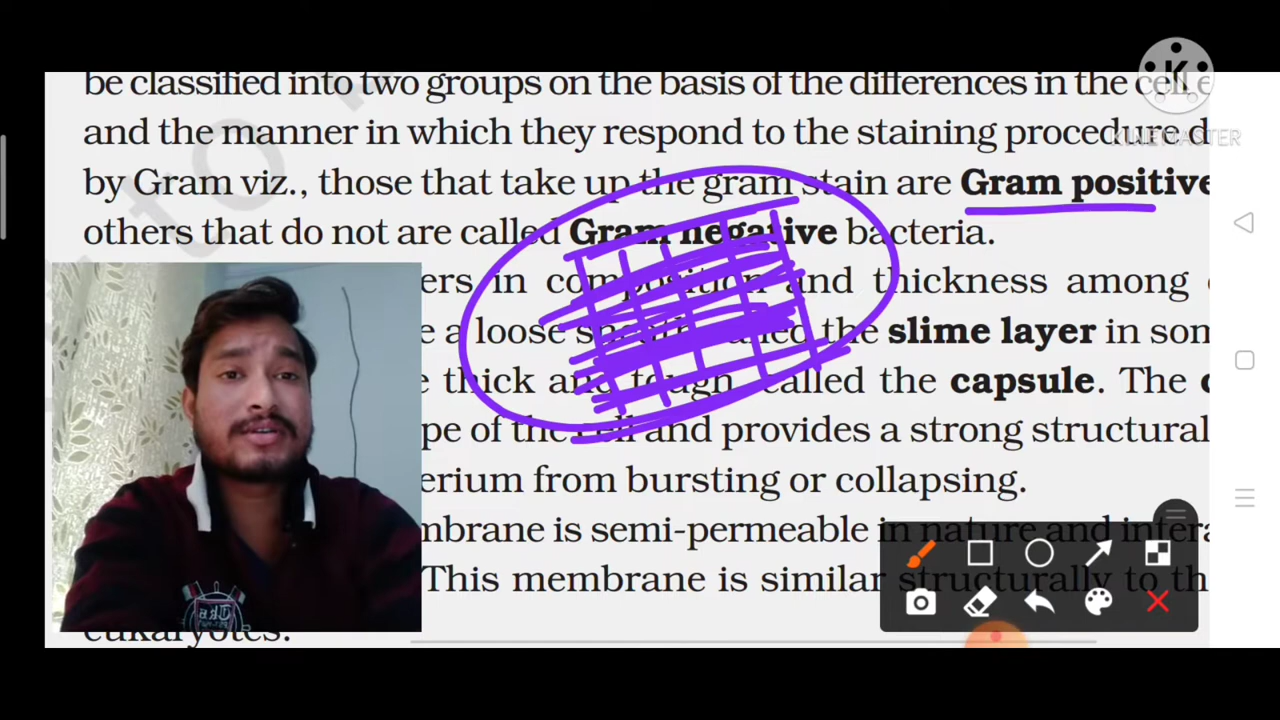 be classified into two groups on the basis of the differences in the cell e
K
KINEMASTER
and the manner in which they respond to the staining procedure d
by Gram viz., those that take up the gram stain are Gram positive
others that do not are called Gram negative bacteria.
ers in composition and thickness among
e a loose sheath called the slime layer in som
e thick and tough, called the capsule. The
pe of the cell and provides a strong structural
erium from bursting or collapsing.
mbrane is semi-permeable in nature and intera
This membrane is similar structurally to th
eukaryotes.